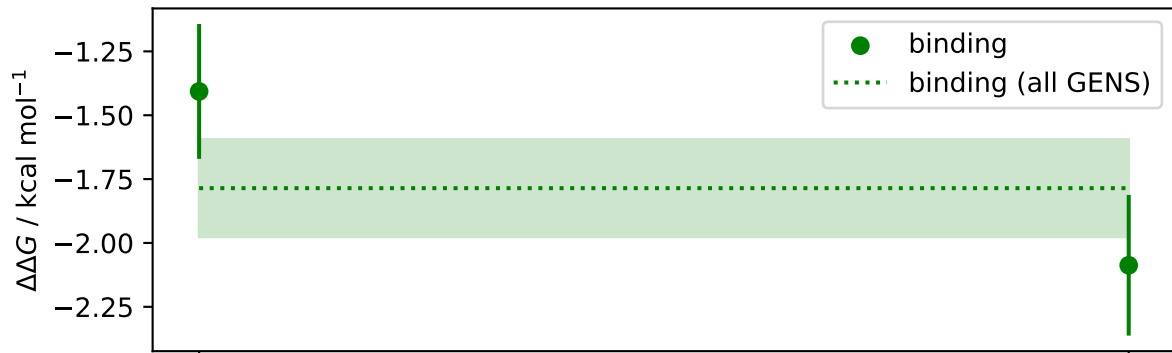 ΔΔG / kcal mol⁻¹
−1.25
−1.50
−1.75
−2.00
−2.25
binding
binding (all GENS)